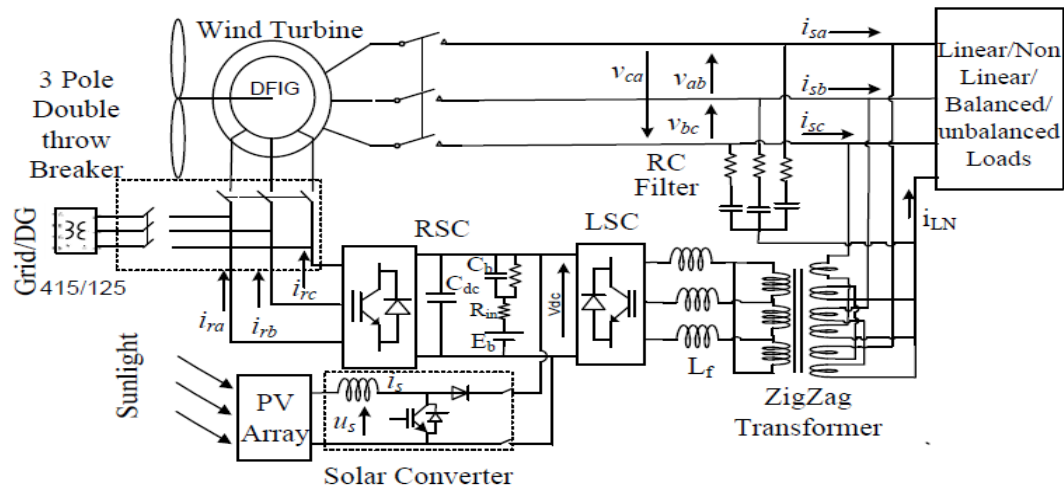 Wind Turbine
DFIG
3 Pole
Double
throw
Breaker
Grid/DG
415/125
i_ra
i_rb
i_rc
RSC
C_b
C_dc
R_in
E_b
Vdc
LSC
L_f
ZigZag
Transformer
RC
Filter
v_ca
v_ab
v_bc
i_sa
i_sb
i_sc
i_LN
Linear/Non
Linear/
Balanced/
unbalanced
Loads
Sunlight
PV
Array
i_s
u_s
Solar Converter